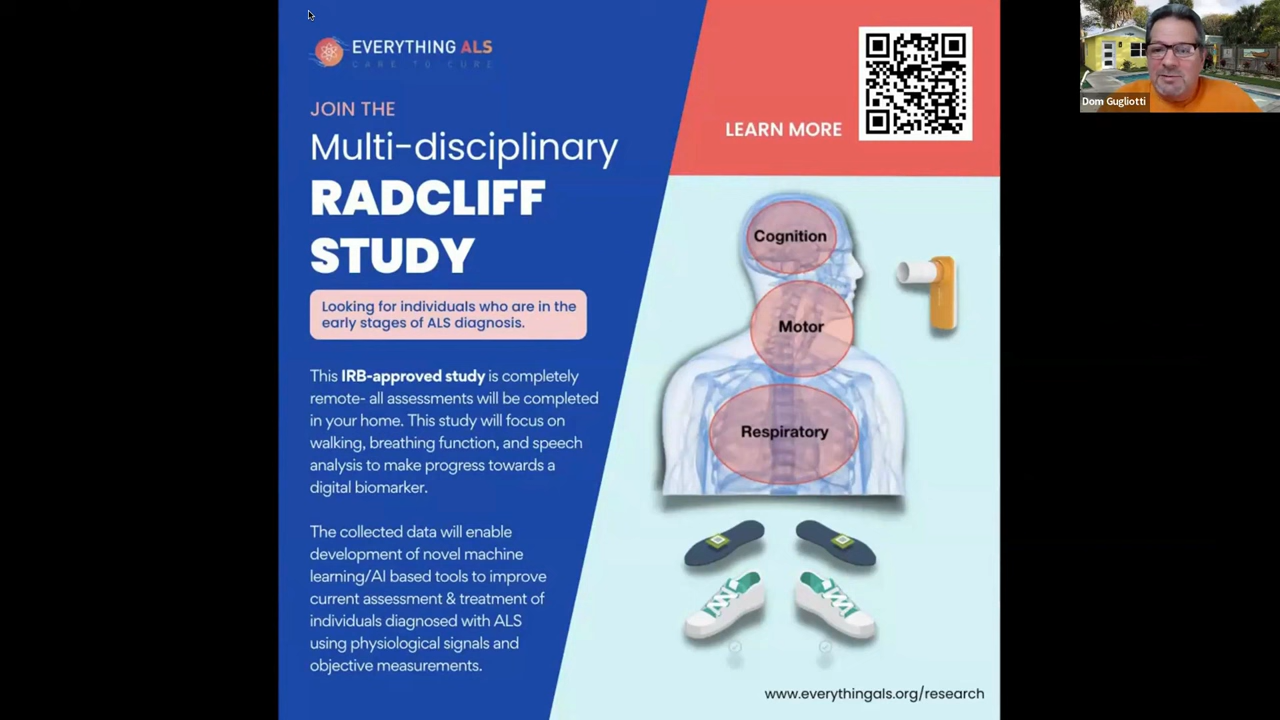 EVERYTHING ALS
CARE TO CURE
JOIN THE
Multi-disciplinary
RADCLIFF
STUDY
Looking for individuals who are in the
early stages of ALS diagnosis.
This IRB-approved study is completely
remote- all assessments will be completed
in your home. This study will focus on
walking, breathing function, and speech
analysis to make progress towards a
digital biomarker.
The collected data will enable
development of novel machine
learning/AI based tools to improve
current assessment & treatment of
individuals diagnosed with ALS
using physiological signals and
objective measurements.
LEARN MORE
Cognition
Motor
Respiratory
www.everythingals.org/research
Dom Gugliotti